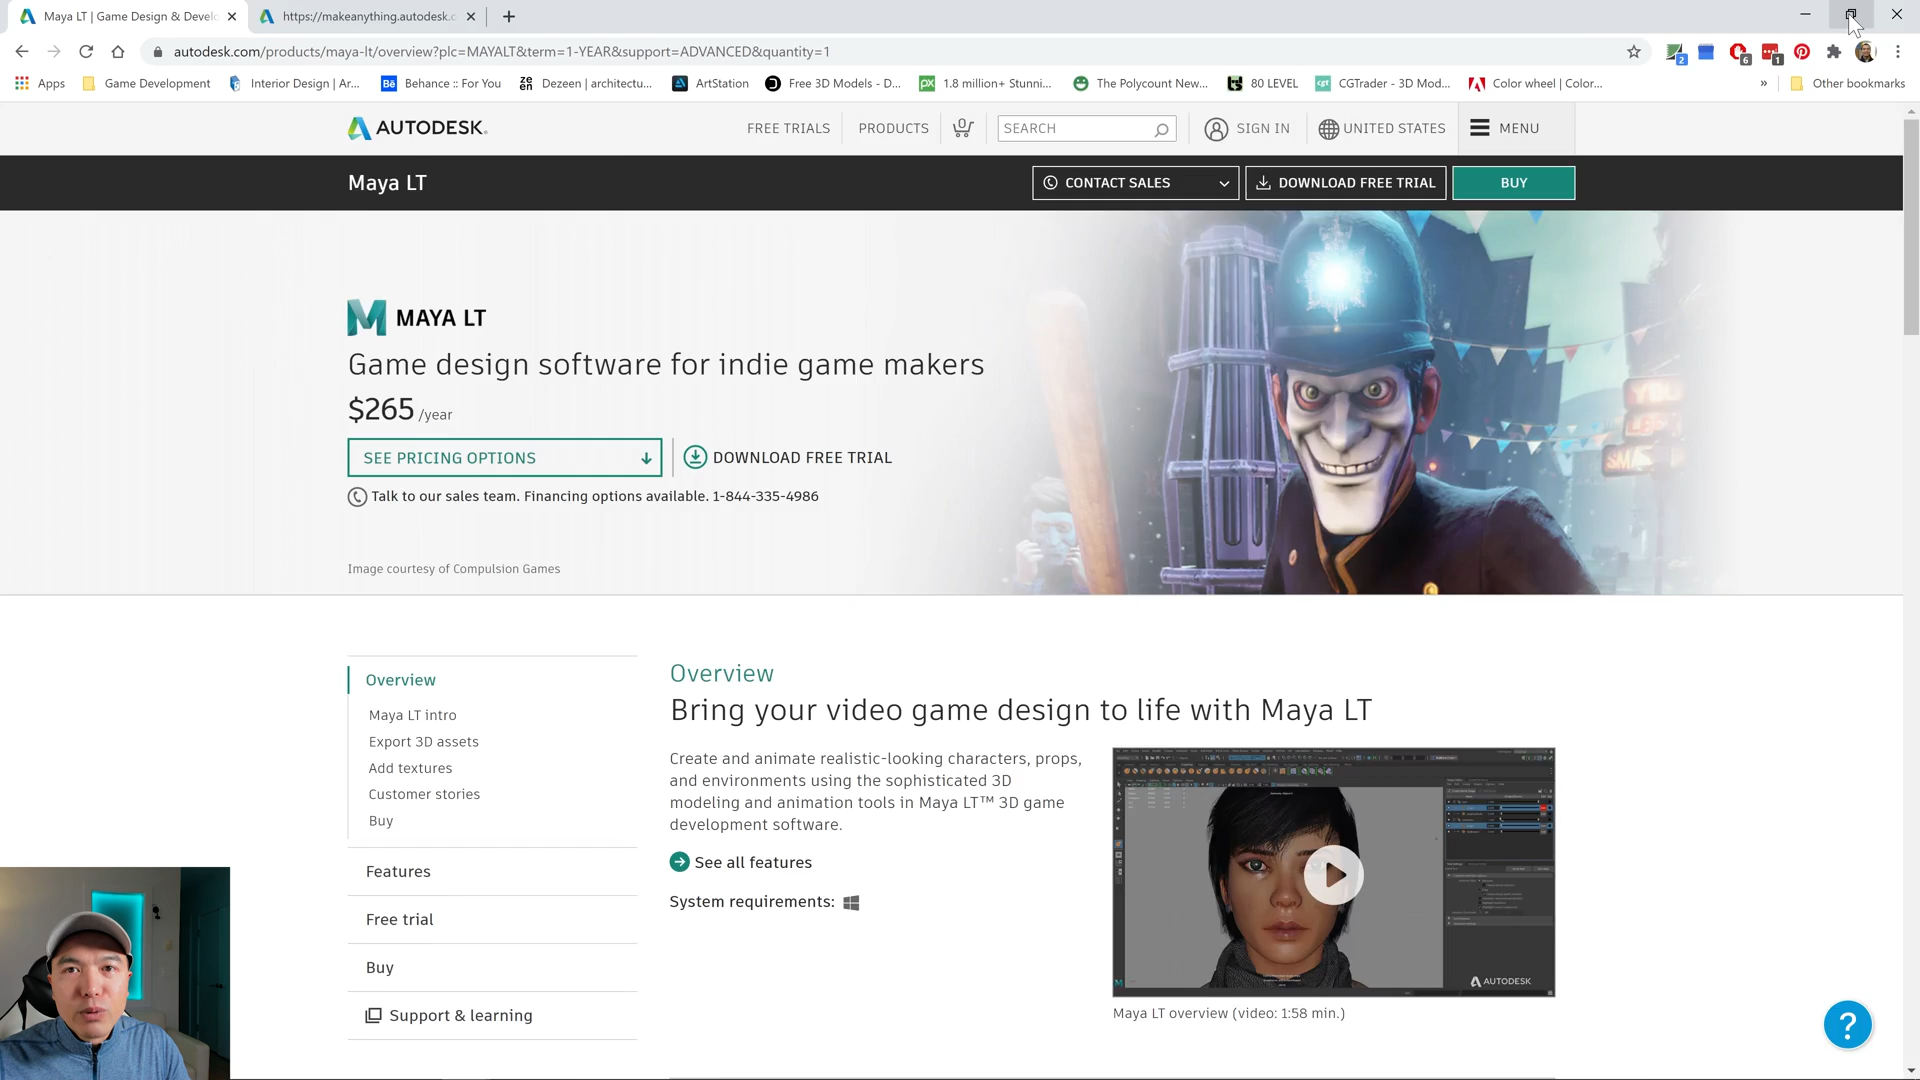 Maya LT | Game Design & Develo
https://makeanything.autodesk.c
autodesk.com/products/maya-lt/overview?plc=MAYALT&term=1-YEAR&support=ADVANCED&quantity=1
2
6
1
Apps
Game Development
Interior Design | Ar...
Behance :: For You
Dezeen | architectu...
ArtStation
Free 3D Models - D...
1.8 million+ Stunni...
The Polycount New...
80 LEVEL
CGTrader - 3D Mod...
Color wheel | Color...
»
Other bookmarks
AUTODESK.
FREE TRIALS
PRODUCTS
0
SEARCH
SIGN IN
UNITED STATES
MENU
Maya LT
CONTACT SALES
DOWNLOAD FREE TRIAL
BUY
MAYA LT
Game design software for indie game makers
$265 /year
SEE PRICING OPTIONS
DOWNLOAD FREE TRIAL
Talk to our sales team. Financing options available. 1-844-335-4986
Image courtesy of Compulsion Games
Overview
Maya LT intro
Export 3D assets
Add textures
Customer stories
Buy
Features
Free trial
Buy
Support & learning
Overview
Bring your video game design to life with Maya LT
Create and animate realistic-looking characters, props,
and environments using the sophisticated 3D
modeling and animation tools in Maya LT™ 3D game
development software.
See all features
System requirements:
AUTODESK
Maya LT overview (video: 1:58 min.)
?